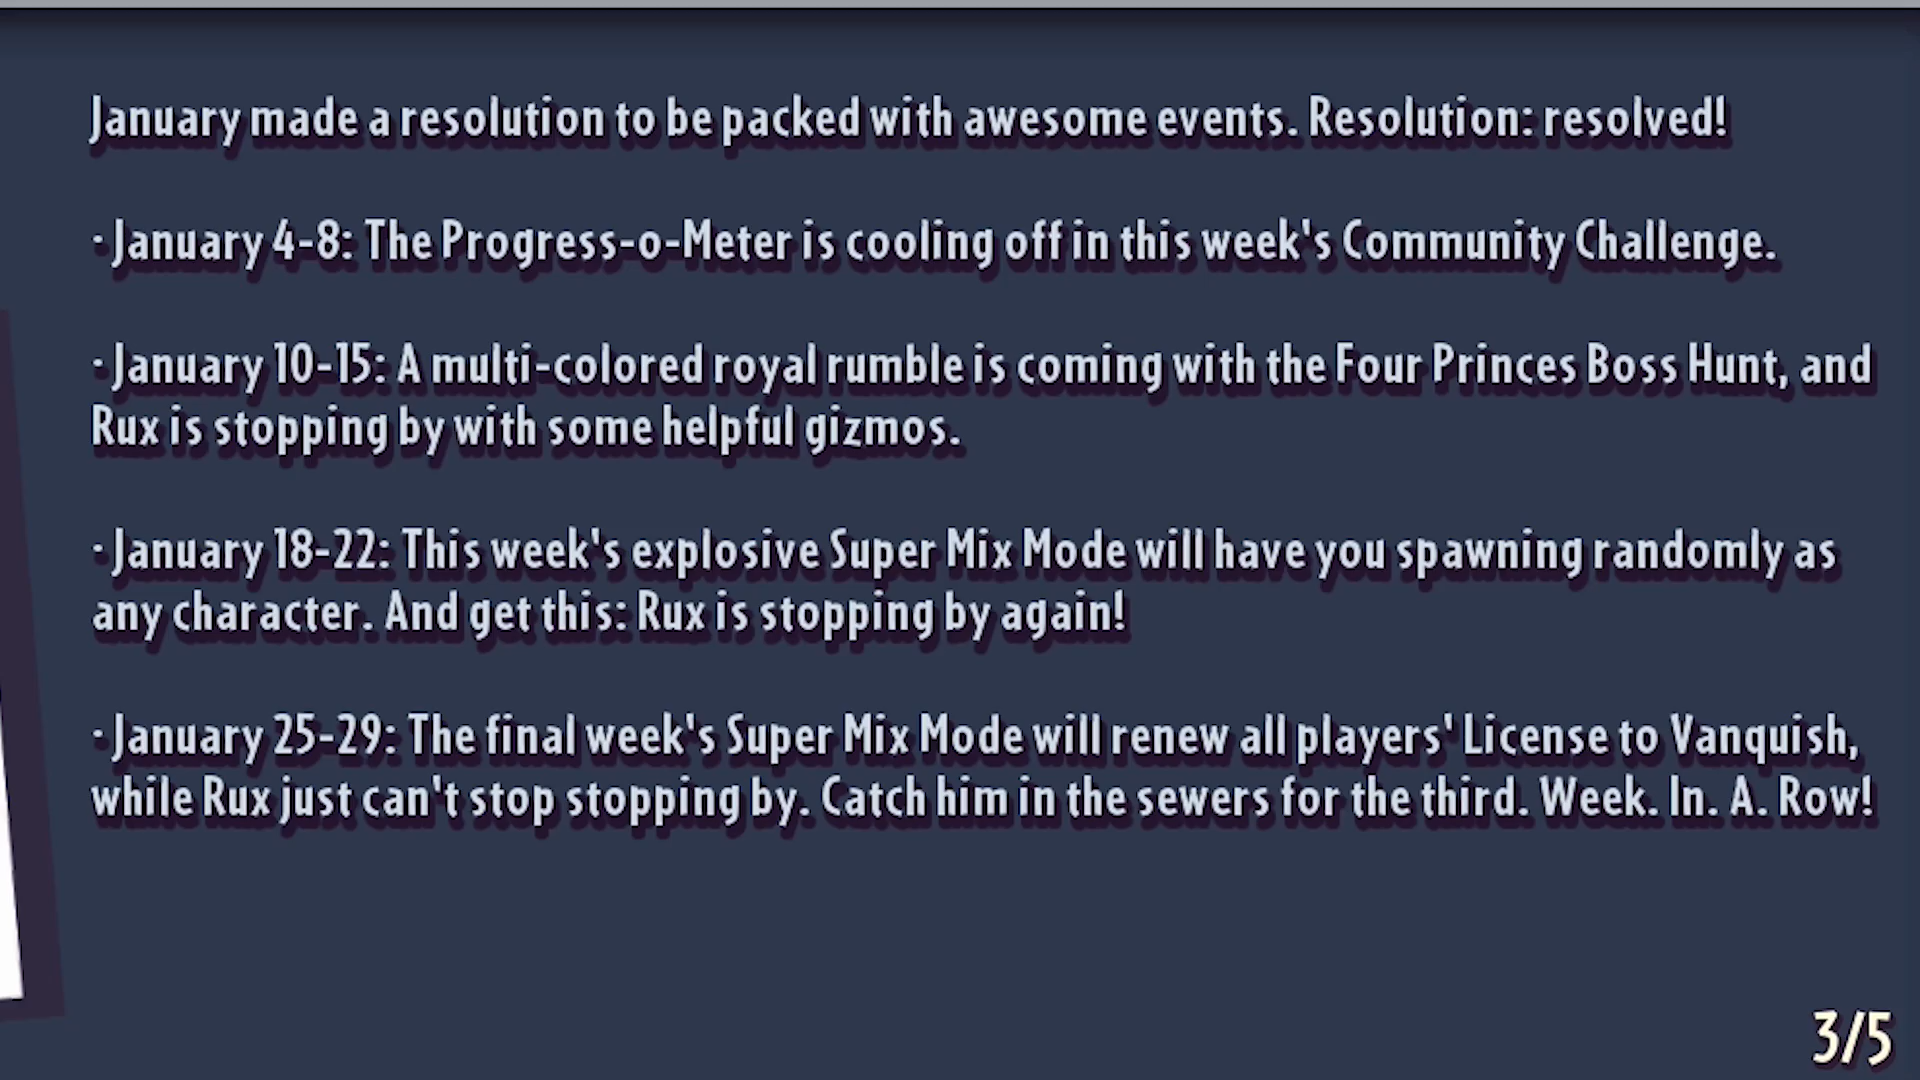 January made a resolution to be packed with awesome events. Resolution: resolved!
· January 4-8: The Progress-o-Meter is cooling off in this week's Community Challenge.
· January 10-15: A multi-colored royal rumble is coming with the Four Princes Boss Hunt, and
Rux is stopping by with some helpful gizmos.
· January 18-22: This week's explosive Super Mix Mode will have you spawning randomly as
any character. And get this: Rux is stopping by again!
· January 25-29: The final week's Super Mix Mode will renew all players' License to Vanquish,
while Rux just can't stop stopping by. Catch him in the sewers for the third. Week. In. A. Row!
3/5